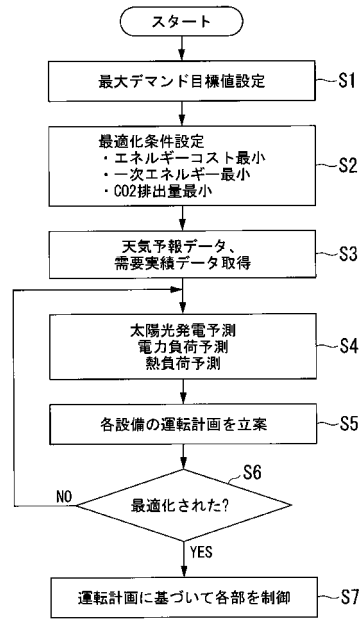 スタート
最大デマンド目標値設定
S1
最適化条件設定
・エネルギーコスト最小
・一次エネルギー最小
・CO2排出量最小
S2
天気予報データ、
需要実績データ取得
S3
太陽光発電予測
電力負荷予測
熱負荷予測
S4
各設備の運転計画を立案
S5
S6
最適化された?
NO
YES
運転計画に基づいて各部を制御
S7